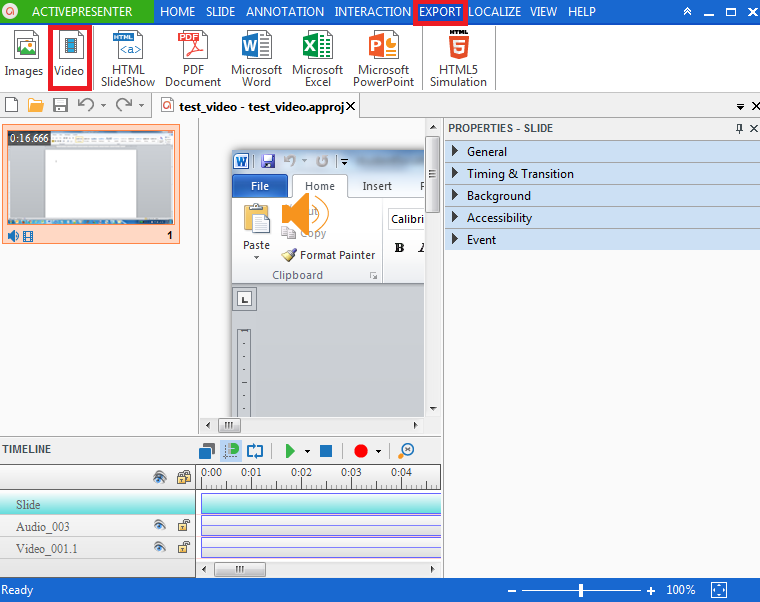 ACTIVEPRESENTER HOME SLIDE ANNOTATION INTERACTION EXPORT LOCALIZE VIEW HELP
Images Video HTML SlideShow PDF Document Microsoft Word Microsoft Excel Microsoft PowerPoint HTML5 Simulation
test_video - test_video.approj
0:16.666
1
PROPERTIES - SLIDE
General
Timing & Transition
Background
Accessibility
Event
File Home Insert
Calibri
Paste
Copy
B
Format Painter
Clipboard
L
TIMELINE
0:00 0:01 0:02 0:03 0:04
Slide
Audio_003
Video_001.1
Ready
100%